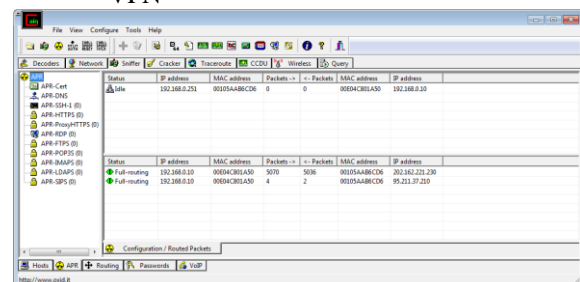 VPN
Cain
File View Configure Tools Help
Decoders Network Sniffer Cracker Traceroute CCDU Wireless Query
APR
APR-Cert
APR-DNS
APR-SSH-1 (0)
APR-HTTPS (0)
APR-ProxyHTTPS (0)
APR-RDP (0)
APR-FTPS (0)
APR-POP3S (0)
APR-IMAPS (0)
APR-LDAPS (0)
APR-SIPS (0)
Status IP address MAC address Packets -> <- Packets MAC address IP address
Idle 192.168.0.251 00105AAB6CD6 0 0 00E04C801A50 192.168.0.10
Status IP address MAC address Packets -> <- Packets MAC address IP address
Full-routing 192.168.0.10 00E04C801A50 5070 5036 00105AAB6CD6 202.162.221.230
Full-routing 192.168.0.10 00E04C801A50 4 2 00105AAB6CD6 95.211.37.210
Configuration / Routed Packets
Hosts APR Routing Passwords VoIP
http://www.oxid.it